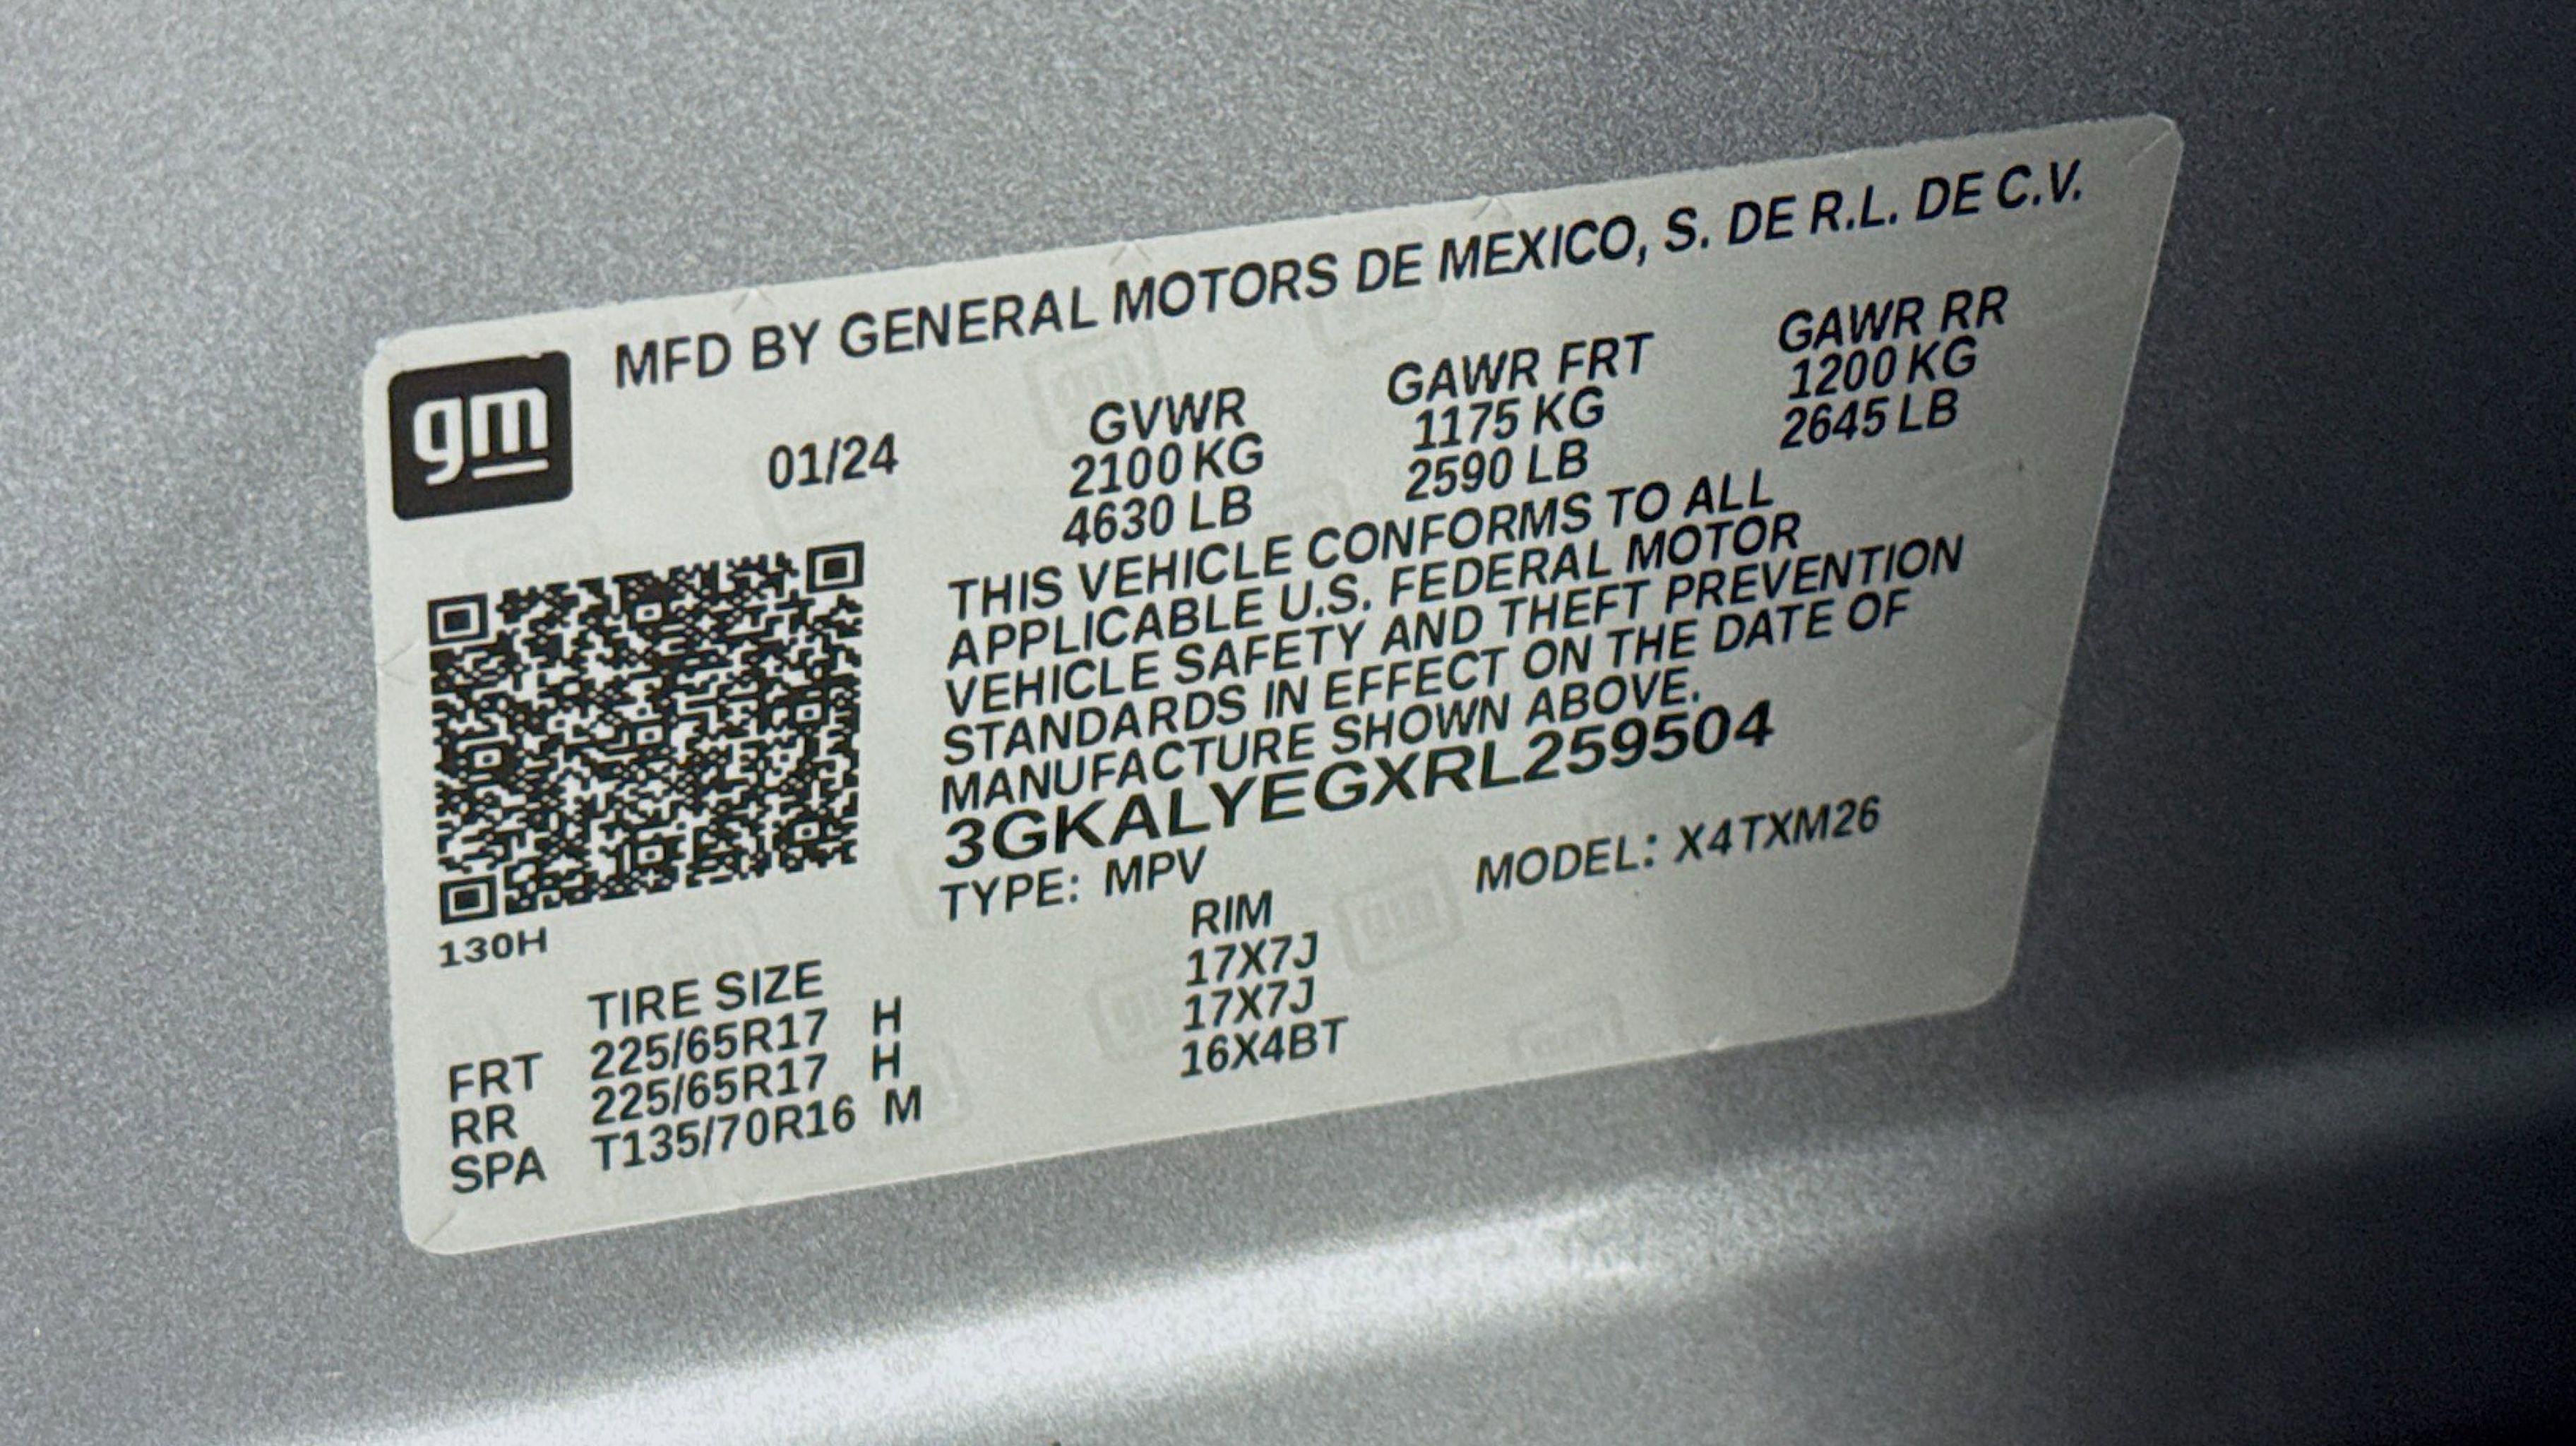 gm
MFD BY GENERAL MOTORS DE MEXICO, S. DE R.L. DE C.V.
01/24 GVWR GAWR FRT GAWR RR
2100 KG 1175 KG 1200 KG
4630 LB 2590 LB 2645 LB
THIS VEHICLE CONFORMS TO ALL
APPLICABLE U.S. FEDERAL MOTOR
VEHICLE SAFETY AND THEFT PREVENTION
STANDARDS IN EFFECT ON THE DATE OF
MANUFACTURE SHOWN ABOVE.
3GKALYEGXRL259504
TYPE: MPV MODEL: X4TXM26
130H
TIRE SIZE RIM
FRT 225/65R17 H 17X7J
RR 225/65R17 H 17X7J
SPA T135/70R16 M 16X4BT